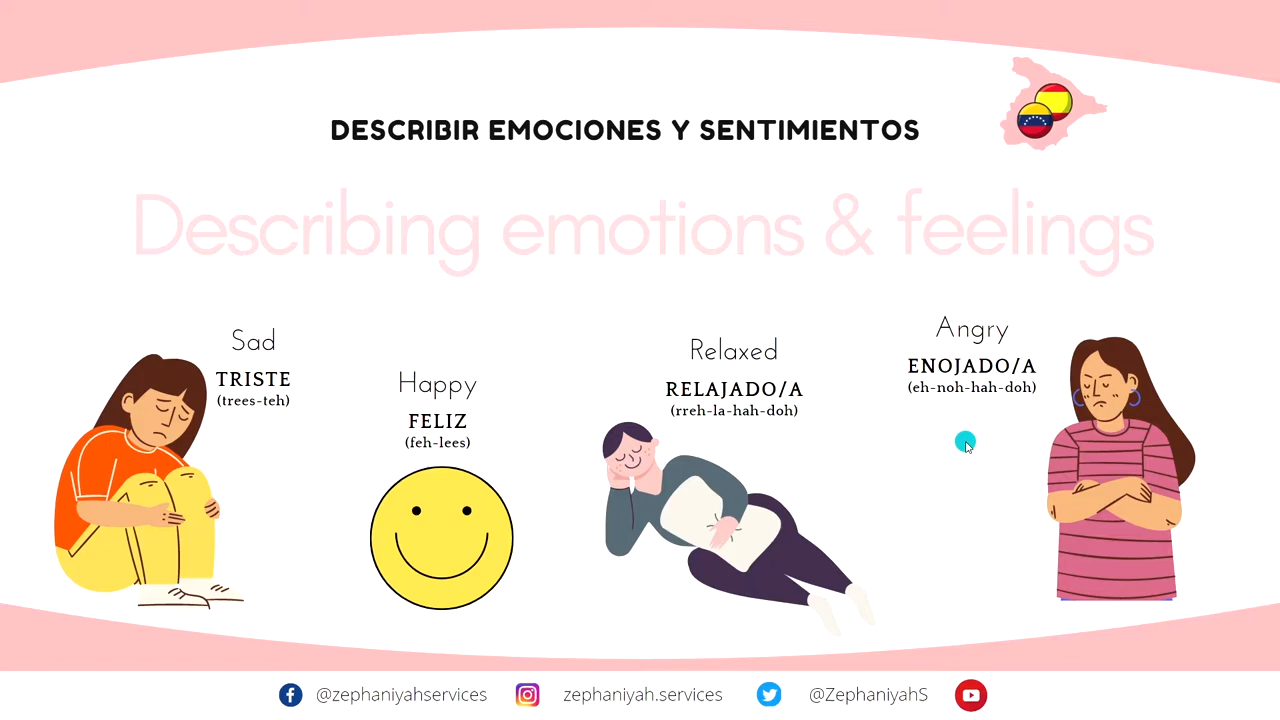 DESCRIBIR EMOCIONES Y SENTIMIENTOS
Describing emotions & feelings
Sad
TRISTE
(trees-teh)
Happy
FELIZ
(feh-lees)
Relaxed
RELAJADO/A
(rreh-la-hah-doh)
Angry
ENOJADO/A
(eh-noh-hah-doh)
@zephaniyahservices
zephaniyah.services
@ZephaniyahS